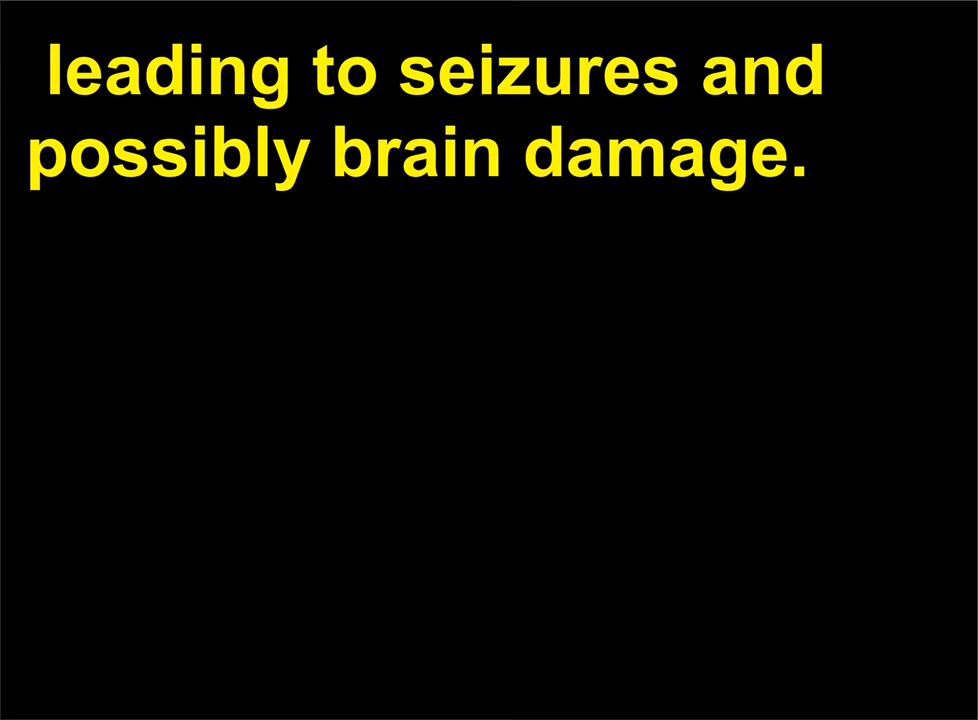 leading to seizures and
possibly brain damage.